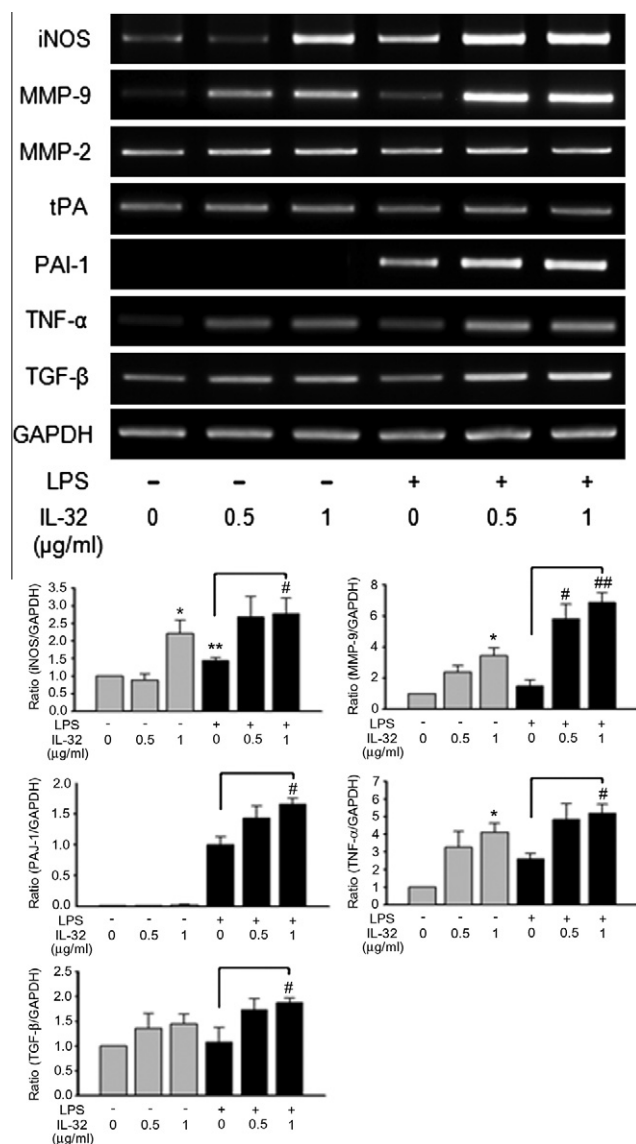 iNOS
MMP-9
MMP-2
tPA
PAI-1
TNF-α
TGF-β
GAPDH
LPS - - - + + +
IL-32 0 0.5 1 0 0.5 1
(µg/ml)
Ratio (iNOS/GAPDH)
3.5
3.0
2.5
2.0
1.5
1.0
0.5
0.0
* ** #
LPS - - - + + +
IL-32 0 0.5 1 0 0.5 1
(µg/ml)
Ratio (MMP-9/GAPDH)
8
6
4
2
0
* # ##
LPS - - - + + +
IL-32 0 0.5 1 0 0.5 1
(µg/ml)
Ratio (PAJ-1/GAPDH)
2.0
1.5
1.0
0.5
0.0
#
LPS - - - + + +
IL-32 0 0.5 1 0 0.5 1
(µg/ml)
Ratio (TNF-α/GAPDH)
7
6
5
4
3
2
1
0
* #
LPS - - - + + +
IL-32 0 0.5 1 0 0.5 1
(µg/ml)
Ratio (TGF-β/GAPDH)
2.5
2.0
1.5
1.0
0.5
0.0
#
LPS - - - + + +
IL-32 0 0.5 1 0 0.5 1
(µg/ml)